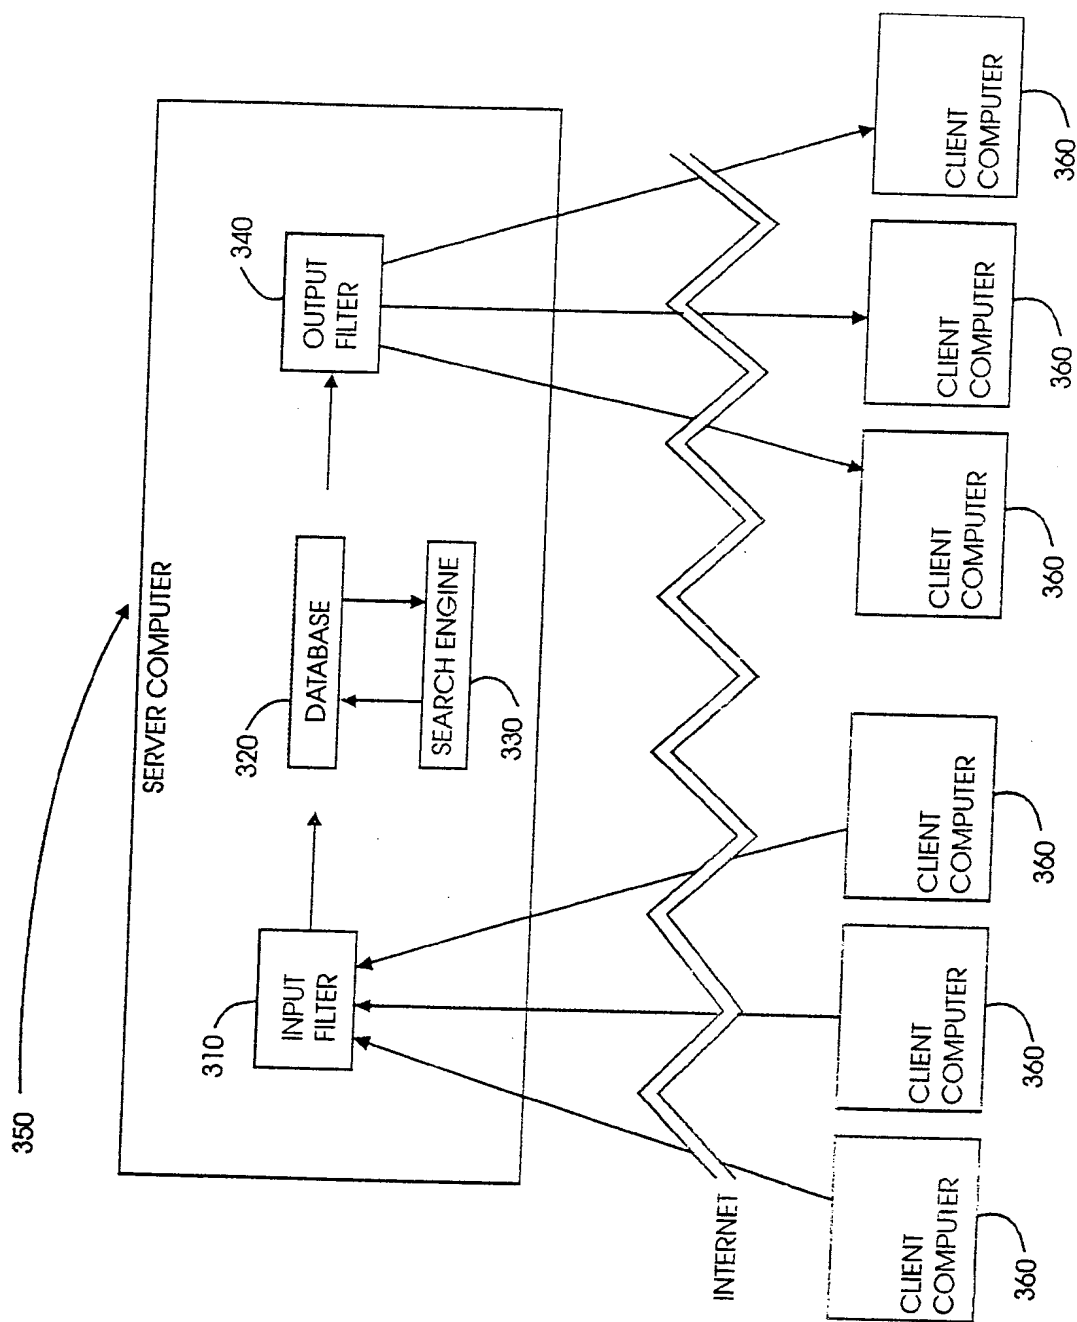 350
SERVER COMPUTER
310
INPUT
FILTER
320
DATABASE
SEARCH ENGINE
330
340
OUTPUT
FILTER
INTERNET
CLIENT
COMPUTER
360
CLIENT
COMPUTER
360
CLIENT
COMPUTER
360
CLIENT
COMPUTER
360
CLIENT
COMPUTER
360
CLIENT
COMPUTER
360